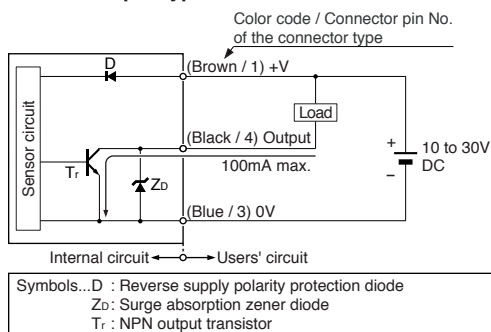 Color code / Connector pin No.
of the connector type
D
(Brown / 1) +V
Load
Sensor circuit
(Black / 4) Output
+
10 to 30V
DC
−
Tr
100mA max.
ZD
(Blue / 3) 0V
Internal circuit
Users' circuit
Symbols...D : Reverse supply polarity protection diode
ZD: Surge absorption zener diode
Tr : NPN output transistor